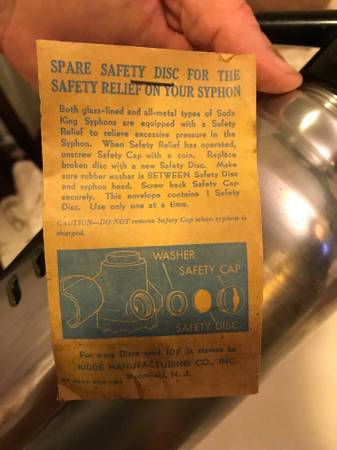 SPARE SAFETY DISC FOR THE
SAFETY RELIEF ON YOUR SYPHON
Both glass-lined and all-metal types of Soda
King Syphons are equipped with a Safety
Relief to relieve excessive pressure in the
Syphon. When Safety Relief has operated,
unscrew Safety Cap with a coin. Replace
broken disc with a new Safety Disc. Make
sure rubber washer is BETWEEN Safety Disc
and syphon head. Screw back Safety Cap
securely. This envelope contains 1 Safety
Disc. Use only one at a time.
CAUTION—DO NOT remove Safety Cap when syphon is
charged.
WASHER
SAFETY CAP
SAFETY DISC
For more Discs send 10¢ in stamps to
KIDDE MANUFACTURING CO., INC.
Bloomfield, N. J.